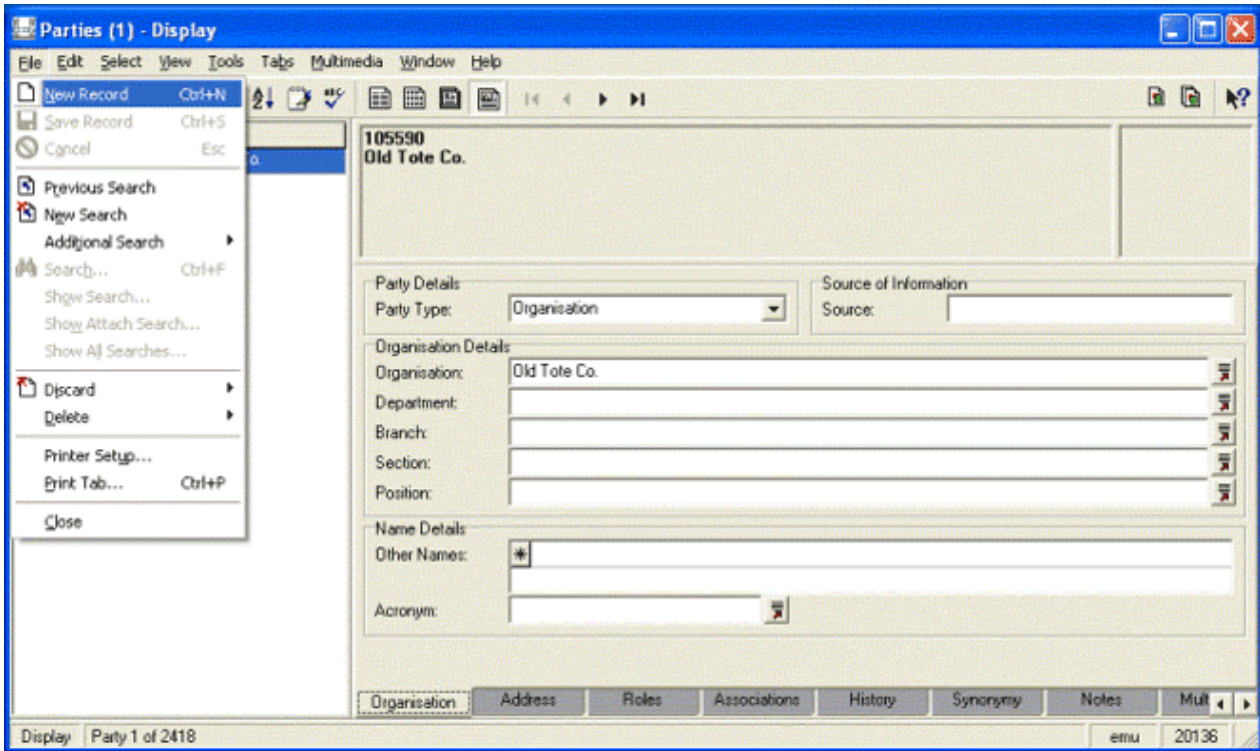 Parties (1) - Display
File Edit Select View Tools Tabs Multimedia Window Help
New Record Ctrl+N
Save Record Ctrl+S
Cancel Esc
Previous Search
New Search
Additional Search
Search... Ctrl+F
Show Search...
Show Attach Search...
Show All Searches...
Discard
Delete
Printer Setup...
Print Tab... Ctrl+P
Close
105590
Old Tote Co.
Party Details
Party Type: Organisation
Source of Information
Source:
Organisation Details
Organisation: Old Tote Co.
Department:
Branch:
Section:
Position:
Name Details
Other Names:
Acronym:
Organisation Address Roles Associations History Synonymy Notes Mult
Display Party 1 of 2418 emu 20136